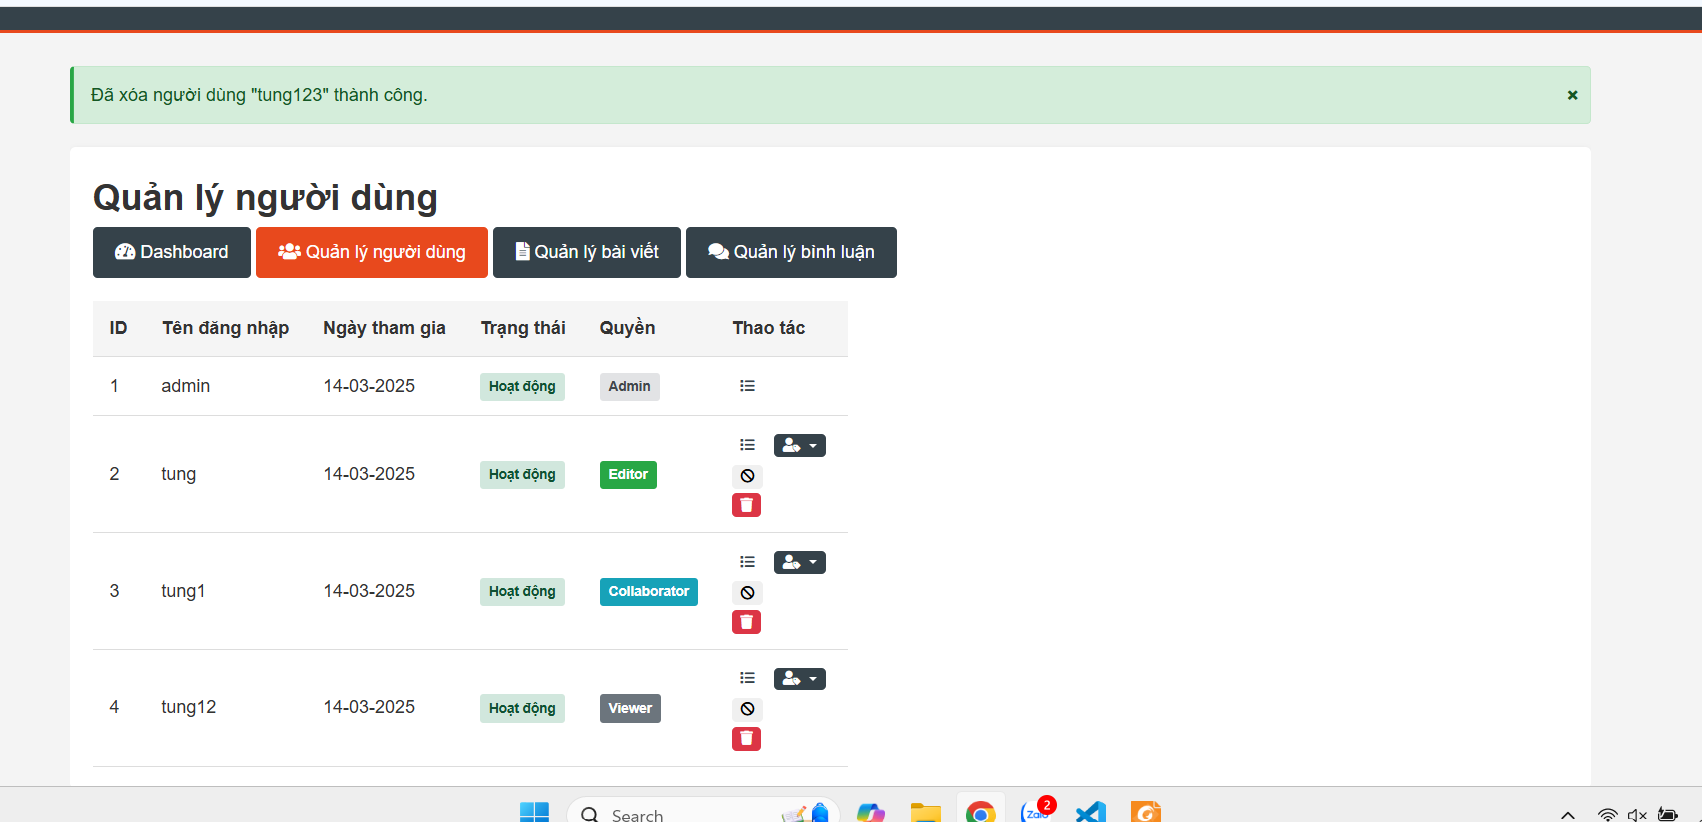 Đã xóa người dùng "tung123" thành công.
×
Quản lý người dùng
Dashboard Quản lý người dùng Quản lý bài viết Quản lý bình luận
ID Tên đăng nhập Ngày tham gia Trạng thái Quyền Thao tác
1 admin 14-03-2025 Hoạt động Admin
2 tung 14-03-2025 Hoạt động Editor
3 tung1 14-03-2025 Hoạt động Collaborator
4 tung12 14-03-2025 Hoạt động Viewer
Search Zalo 2